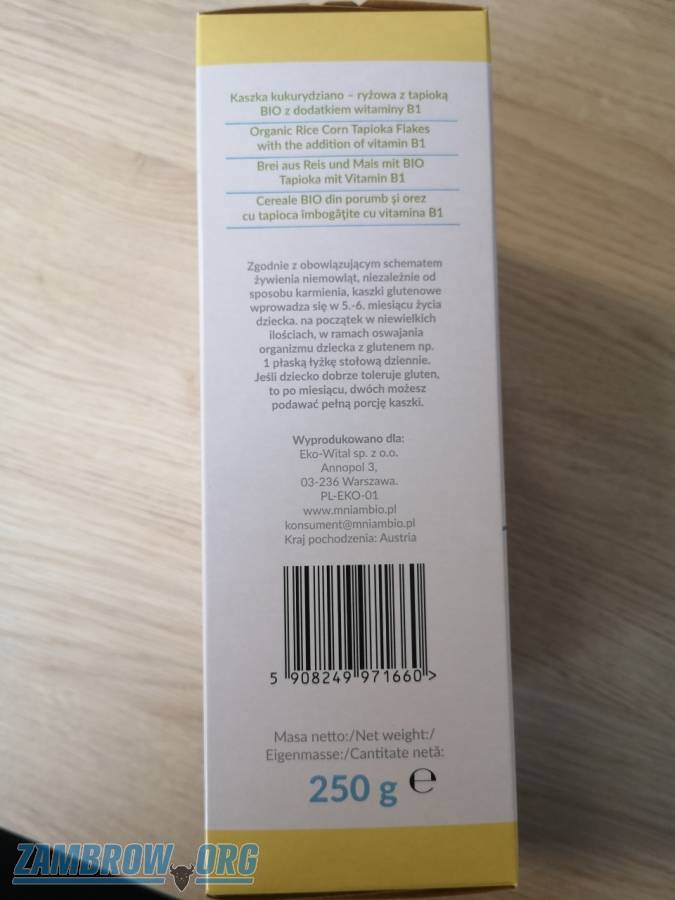 Kaszka kukurydziano – ryżowa z tapioką
BIO z dodatkiem witaminy B1
Organic Rice Corn Tapioka Flakes
with the addition of vitamin B1
Brei aus Reis und Mais mit BIO
Tapioka mit Vitamin B1
Cereale BIO din porumb şi orez
cu tapioca îmbogăţite cu vitamina B1
Zgodnie z obowiązującym schematem
żywienia niemowląt, niezależnie od
sposobu karmienia, kaszki glutenowe
wprowadza się w 5.-6. miesiącu życia
dziecka. na początek w niewielkich
ilościach, w ramach oswajania
organizmu dziecka z glutenem np.
1 płaską łyżkę stołową dziennie.
Jeśli dziecko dobrze toleruje gluten,
to po miesiącu, dwóch możesz
podawać pełną porcję kaszki.
Wyprodukowano dla:
Eko-Wital sp. z o.o.
Annopol 3,
03-236 Warszawa.
PL-EKO-01
www.mniambio.pl
konsument@mniambio.pl
Kraj pochodzenia: Austria
5 908249 971660 >
Masa netto:/Net weight:/
Eigenmasse:/Cantitate netă:
250 g ℮
ZAMBROW.ORG